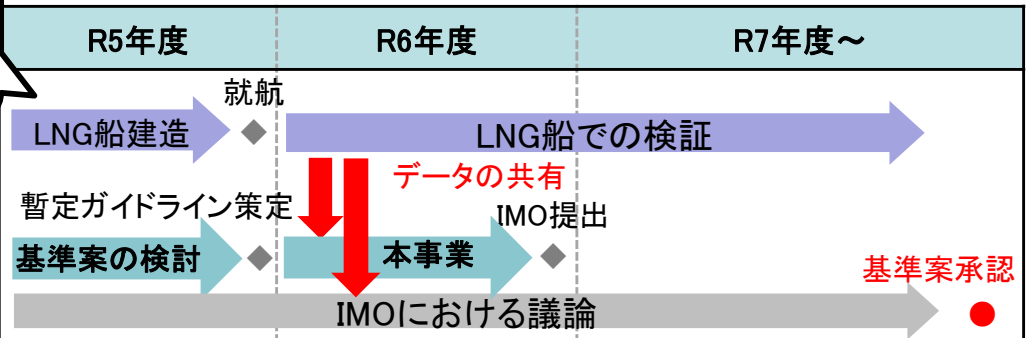 R5年度 R6年度 R7年度～
就航
LNG船建造 LNG船での検証
データの共有
暫定ガイドライン策定 IMO提出
基準案の検討 本事業
基準案承認
IMOにおける議論